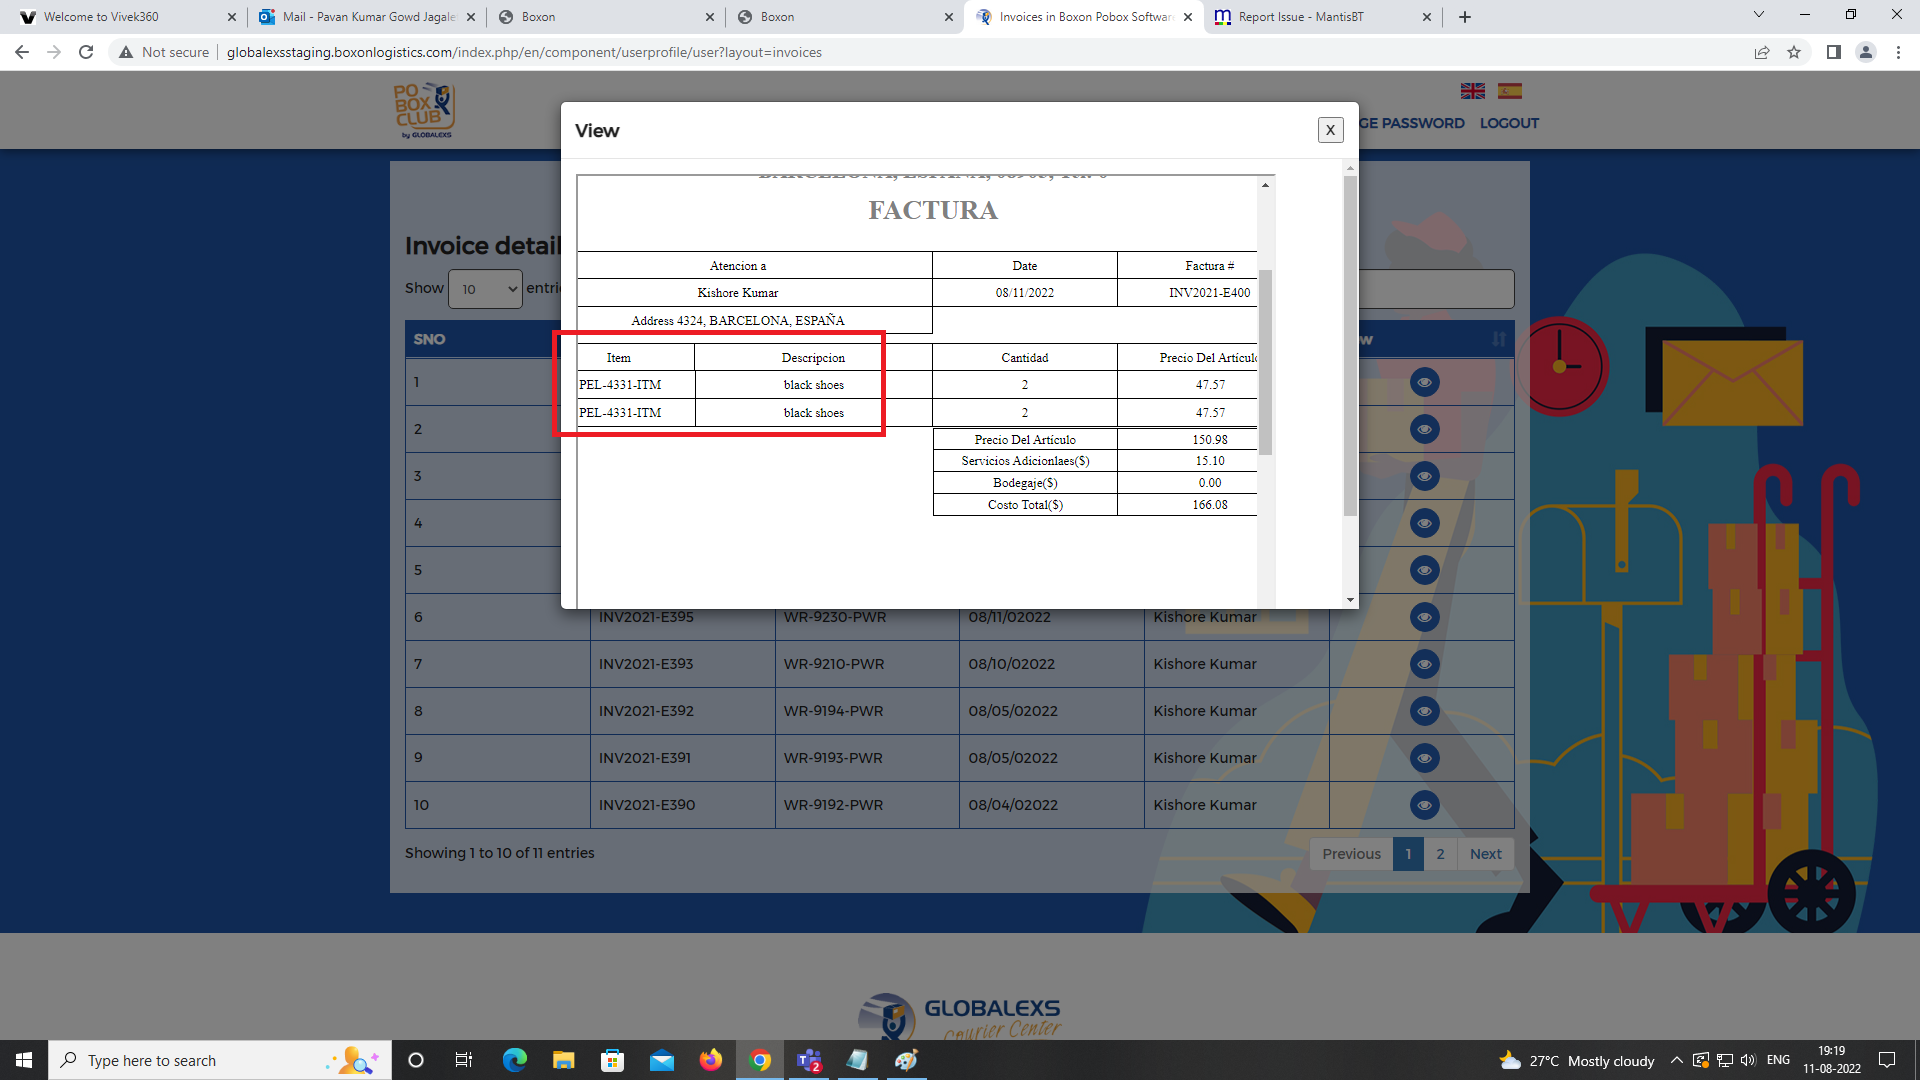 Welcome to Vivek360
Mail - Pavan Kumar Gowd Jagale
Boxon
Boxon
Invoices in Boxon Pobox Softwar
Report Issue - MantisBT
Not secure
globalexsstaging.boxonlogistics.com/index.php/en/component/userprofile/user?layout=invoices
PO BOX CLUB
by GLOBALEXS
GE PASSWORD
LOGOUT
View
X
FACTURA
Atencion a Date Factura #
Kishore Kumar 08/11/2022 INV2021-E400
Address 4324, BARCELONA, ESPAÑA
Item Descripcion Cantidad Precio Del Artículo
PEL-4331-ITM black shoes 2 47.57
PEL-4331-ITM black shoes 2 47.57
Precio Del Artículo 150.98
Servicios Adicionlaes($) 15.10
Bodegaje($) 0.00
Costo Total($) 166.08
Invoice detail
Show 10 entri
SNO
1
2
3
4
5
6 INV2021-E395 WR-9230-PWR 08/11/02022 Kishore Kumar
7 INV2021-E393 WR-9210-PWR 08/10/02022 Kishore Kumar
8 INV2021-E392 WR-9194-PWR 08/05/02022 Kishore Kumar
9 INV2021-E391 WR-9193-PWR 08/05/02022 Kishore Kumar
10 INV2021-E390 WR-9192-PWR 08/04/02022 Kishore Kumar
Showing 1 to 10 of 11 entries
Previous 1 2 Next
GLOBALEXS
Courier Center
Type here to search
2
27°C Mostly cloudy
ENG
19:19
11-08-2022